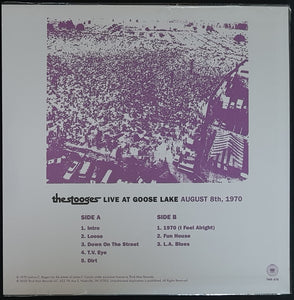 the stooges LIVE AT GOOSE LAKE AUGUST 8th, 1970
SIDE A
1. Intro
2. Loose
3. Down On The Street
4. T.V. Eye
5. Dirt
SIDE B
1. 1970 (I Feel Alright)
2. Fun House
3. L.A. Blues